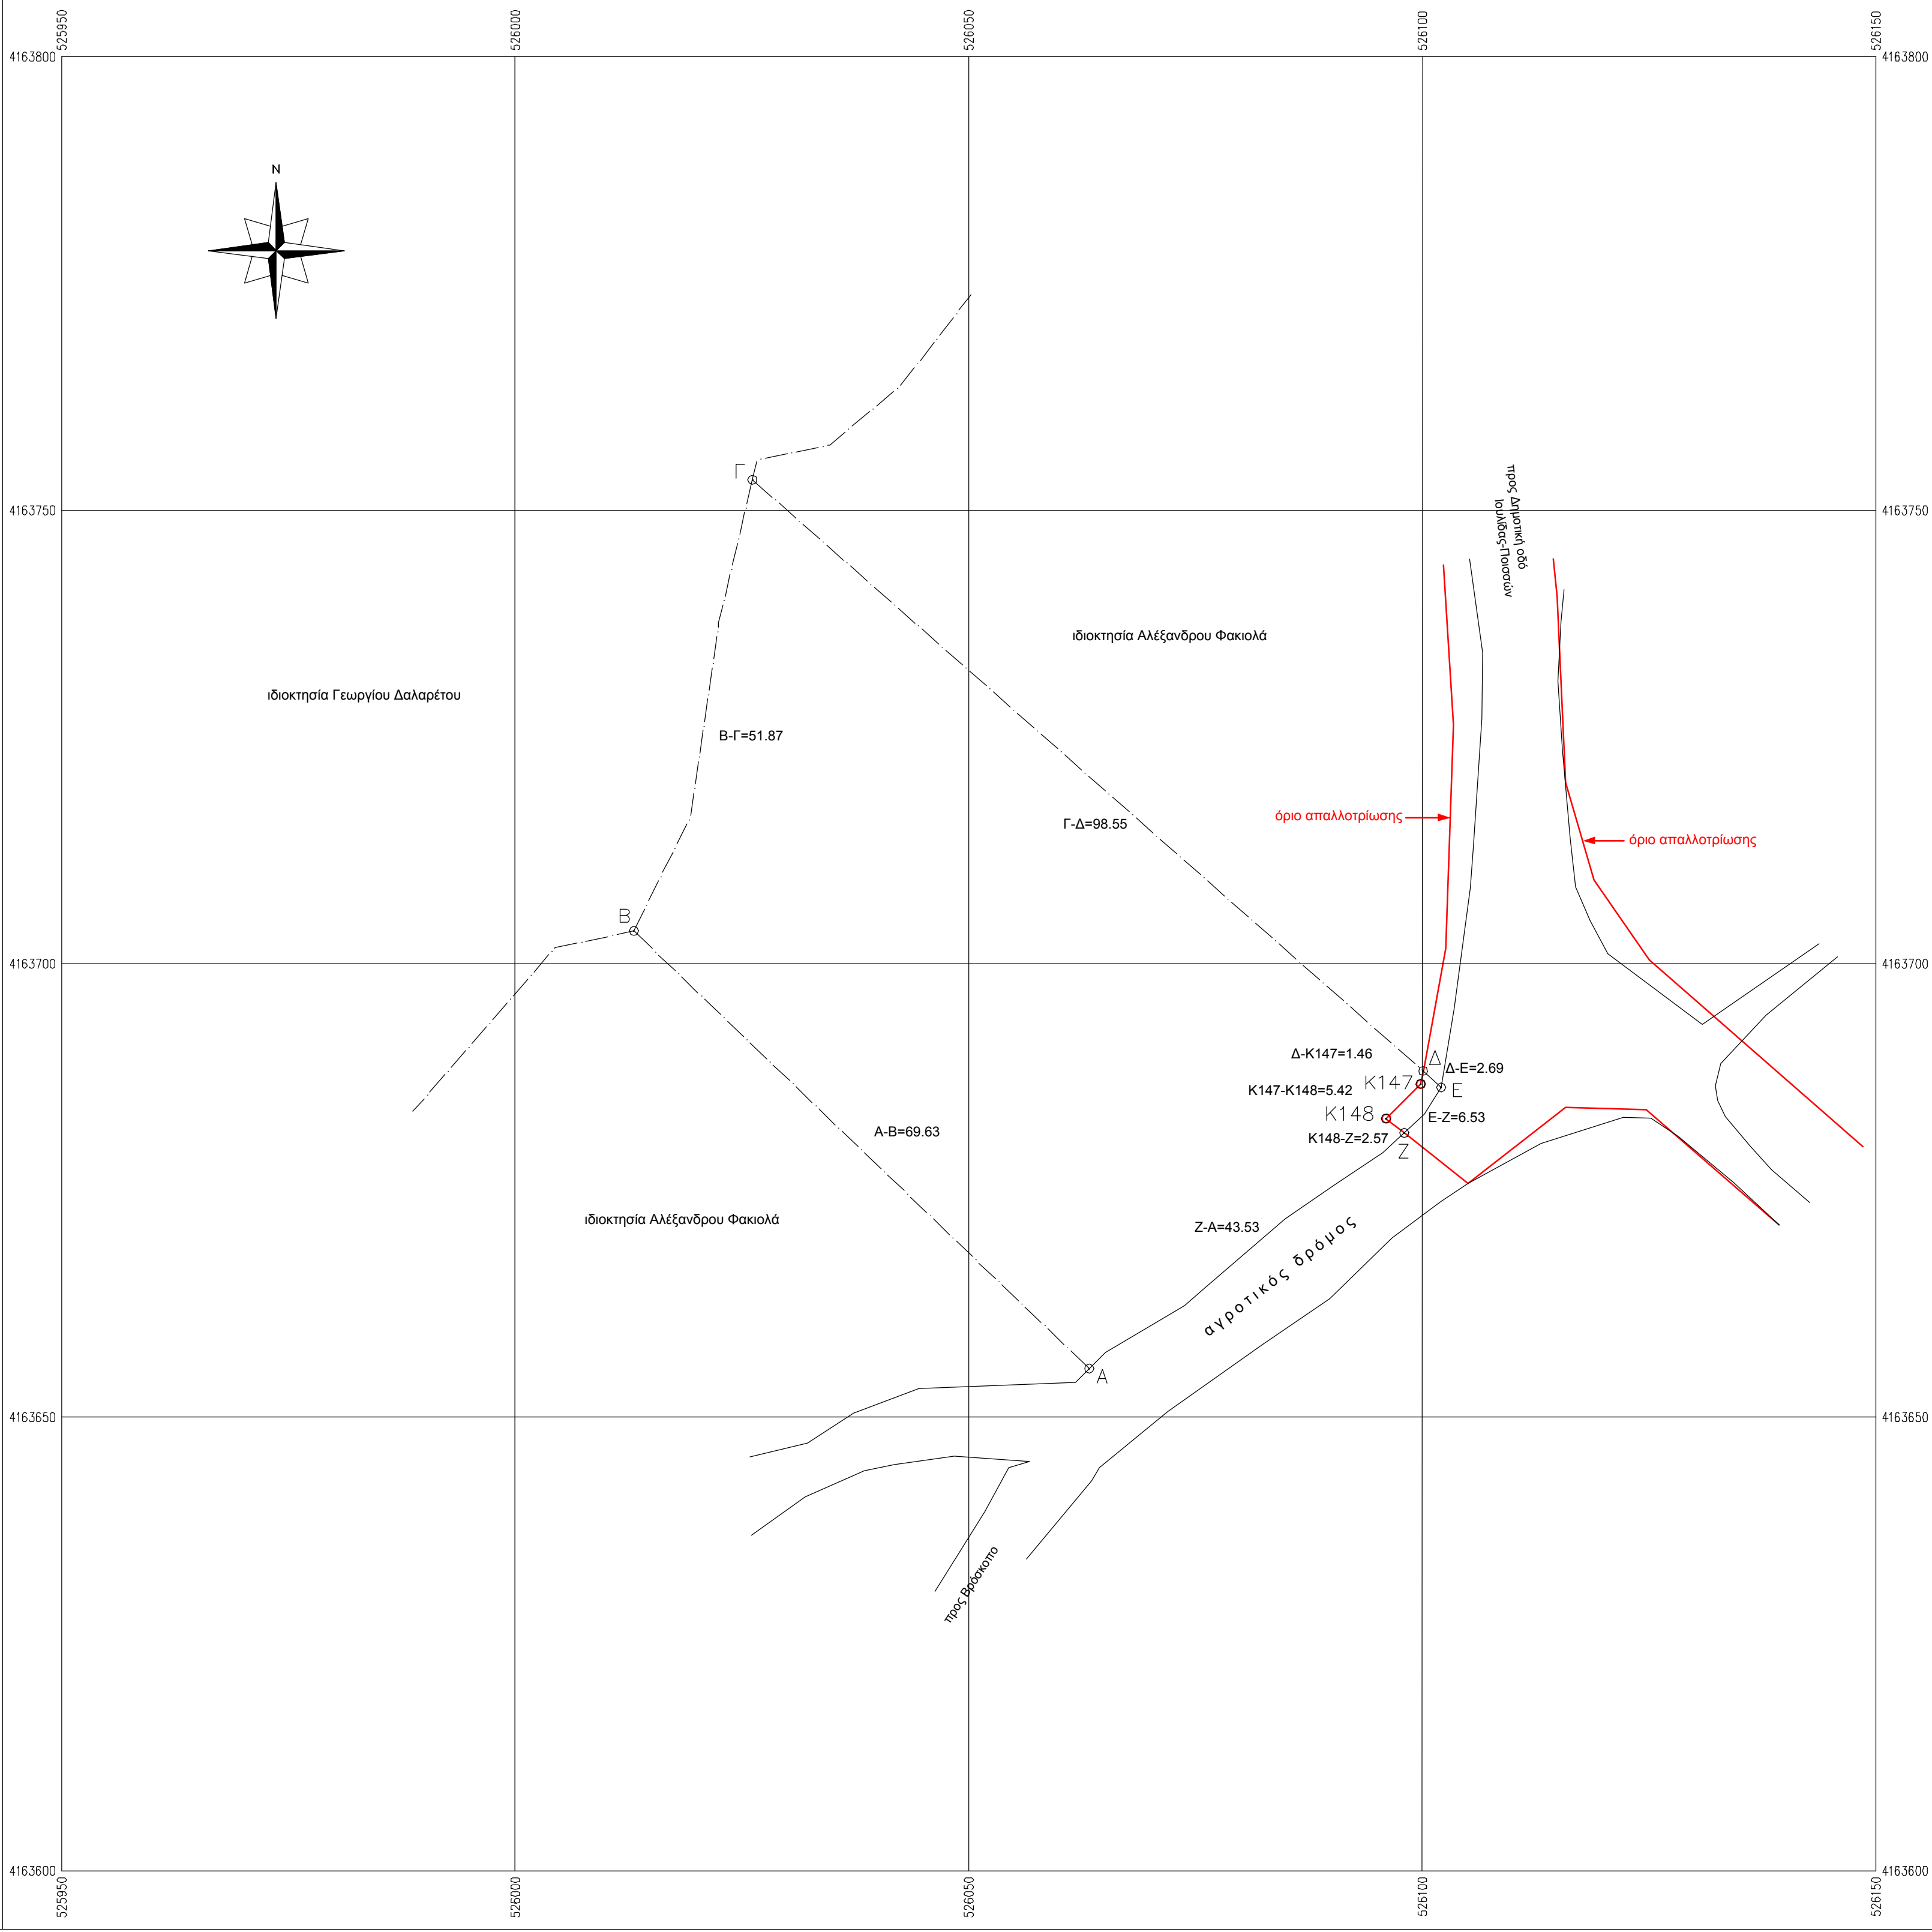 525950
526000
526050
526100
526150
4163800
4163800
N
Γ
προς Δημοτική οδό
Ιουλίδας-Ποισσών
4163750
4163750
ιδιοκτησία Αλέξανδρου Φακιολά
ιδιοκτησία Γεωργίου Δαλαρέτου
Β-Γ=51.87
Γ-Δ=98.55
όριο απαλλοτρίωσης
όριο απαλλοτρίωσης
Β
4163700
4163700
Δ-Κ147=1.46
Δ
Δ-Ε=2.69
Κ147-Κ148=5.42
Κ147
Ε
Κ148
Ε-Ζ=6.53
Α-Β=69.63
Κ148-Ζ=2.57
Ζ
ιδιοκτησία Αλέξανδρου Φακιολά
Ζ-Α=43.53
αγροτικός δρόμος
Α
4163650
4163650
προς Βρόσκοπο
4163600
4163600
525950
526000
526050
526100
526150